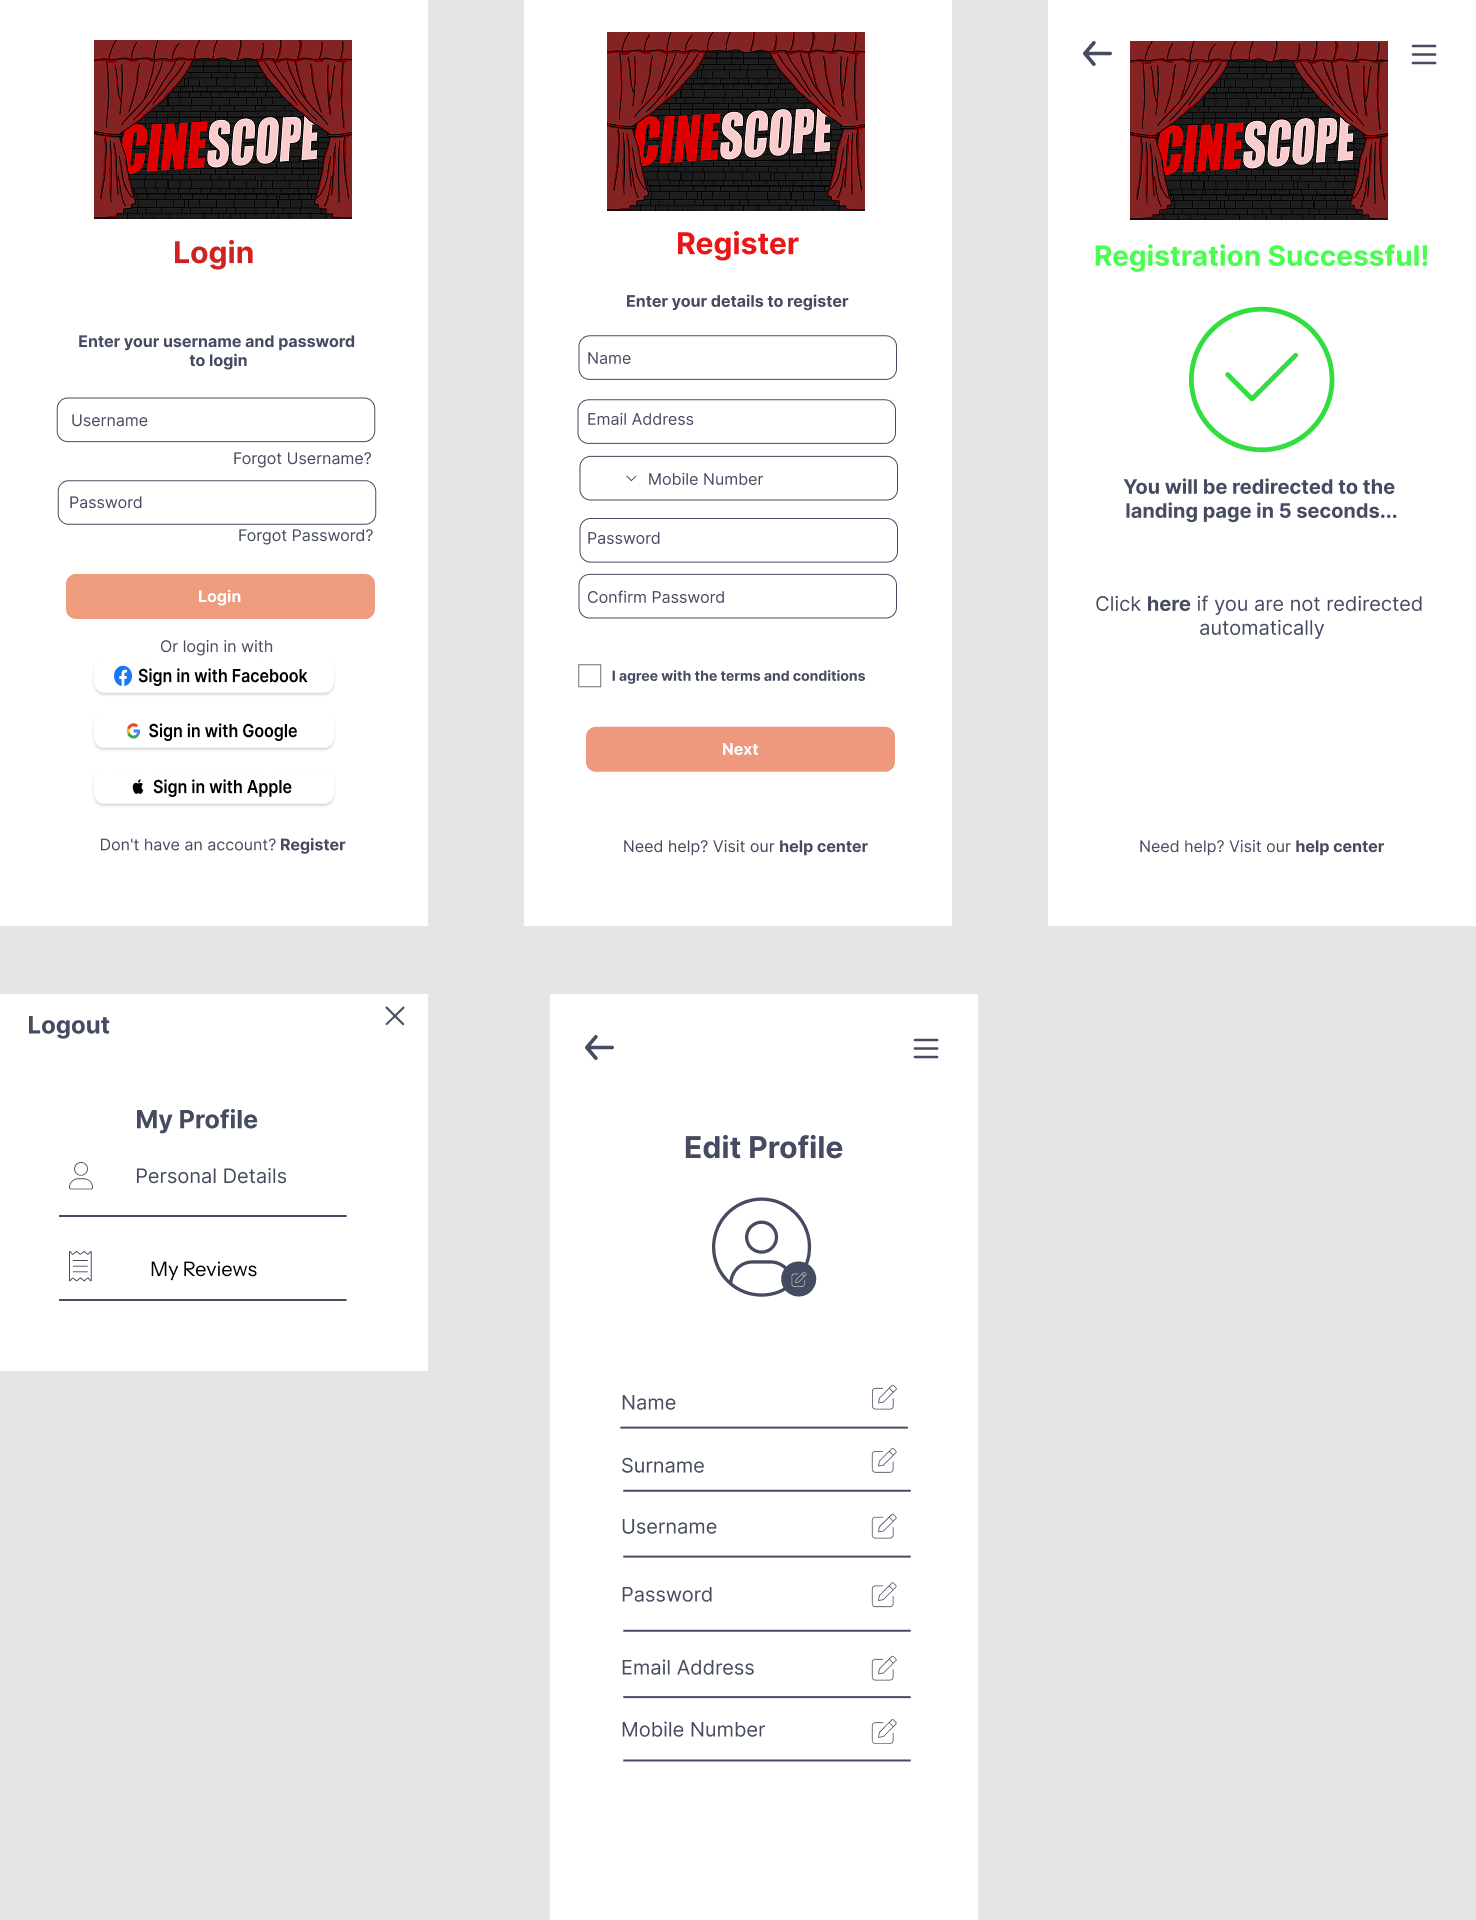 CINESCOPE
Login
Enter your username and password
to login
Username
Forgot Username?
Password
Forgot Password?
Login
Or login in with
Sign in with Facebook
Sign in with Google
Sign in with Apple
Don't have an account? Register
CINESCOPE
Register
Enter your details to register
Name
Email Address
Mobile Number
Password
Confirm Password
I agree with the terms and conditions
Next
Need help? Visit our help center
CINESCOPE
Registration Successful!
You will be redirected to the
landing page in 5 seconds...
Click here if you are not redirected
automatically
Need help? Visit our help center
Logout
My Profile
Personal Details
My Reviews
Edit Profile
Name
Surname
Username
Password
Email Address
Mobile Number